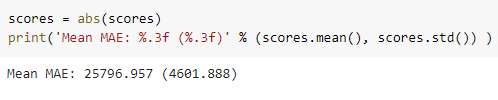 scores = abs(scores)
print('Mean MAE: %.3f (%.3f)' % (scores.mean(), scores.std()) )
Mean MAE: 25796.957 (4601.888)